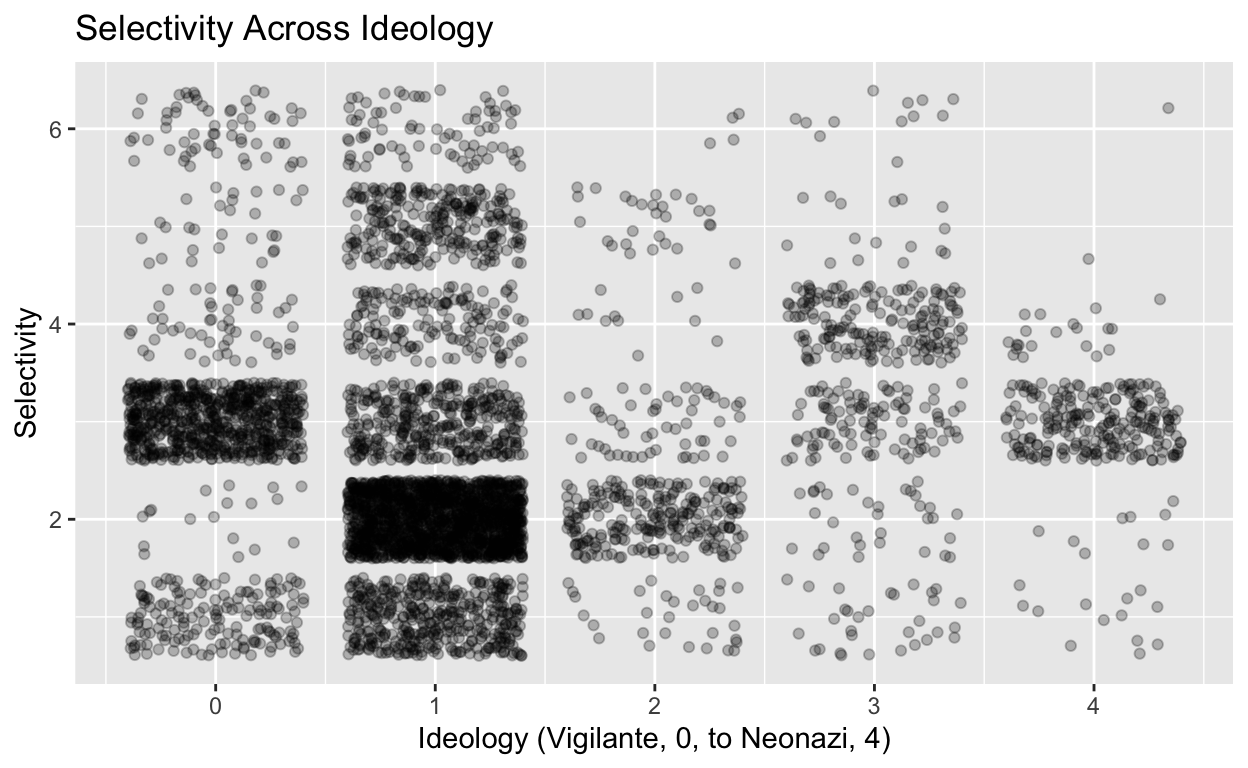 Selectivity Across Ideology
Selectivity
6
4
2
0 1 2 3 4
Ideology (Vigilante, 0, to Neonazi, 4)